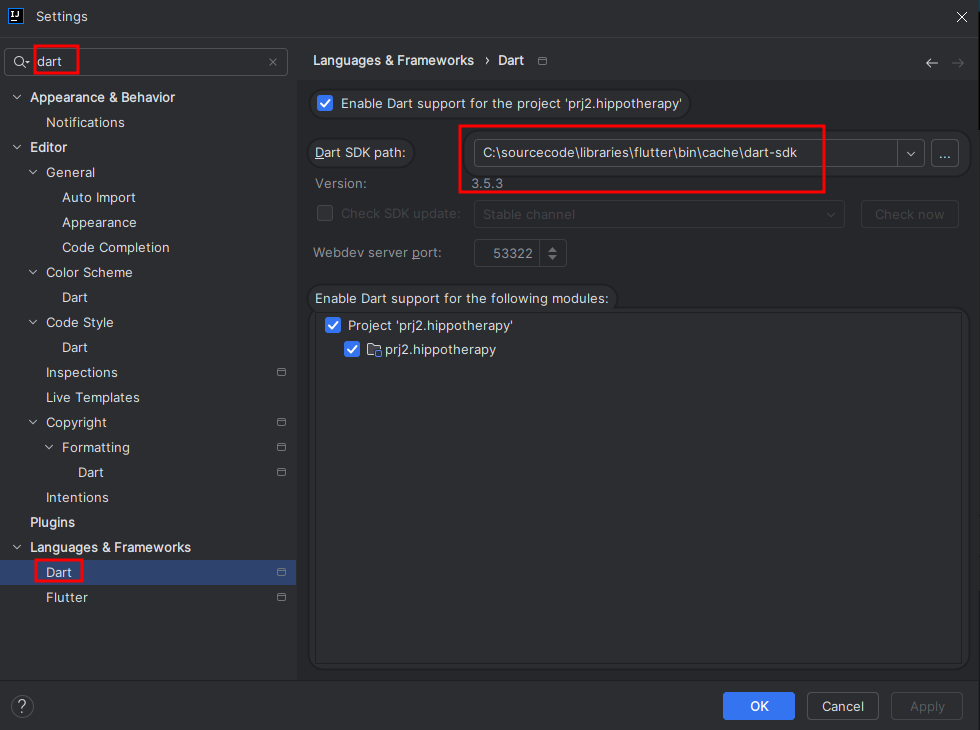 IJ Settings
dart
Appearance & Behavior
Notifications
Editor
General
Auto Import
Appearance
Code Completion
Color Scheme
Dart
Code Style
Dart
Inspections
Live Templates
Copyright
Formatting
Dart
Intentions
Plugins
Languages & Frameworks
Dart
Flutter
?
Languages & Frameworks › Dart
Enable Dart support for the project 'prj2.hippotherapy'
Dart SDK path: C:\sourcecode\libraries\flutter\bin\cache\dart-sdk ...
Version: 3.5.3
Check SDK update: Stable channel Check now
Webdev server port: 53322
Enable Dart support for the following modules:
Project 'prj2.hippotherapy'
prj2.hippotherapy
OK Cancel Apply